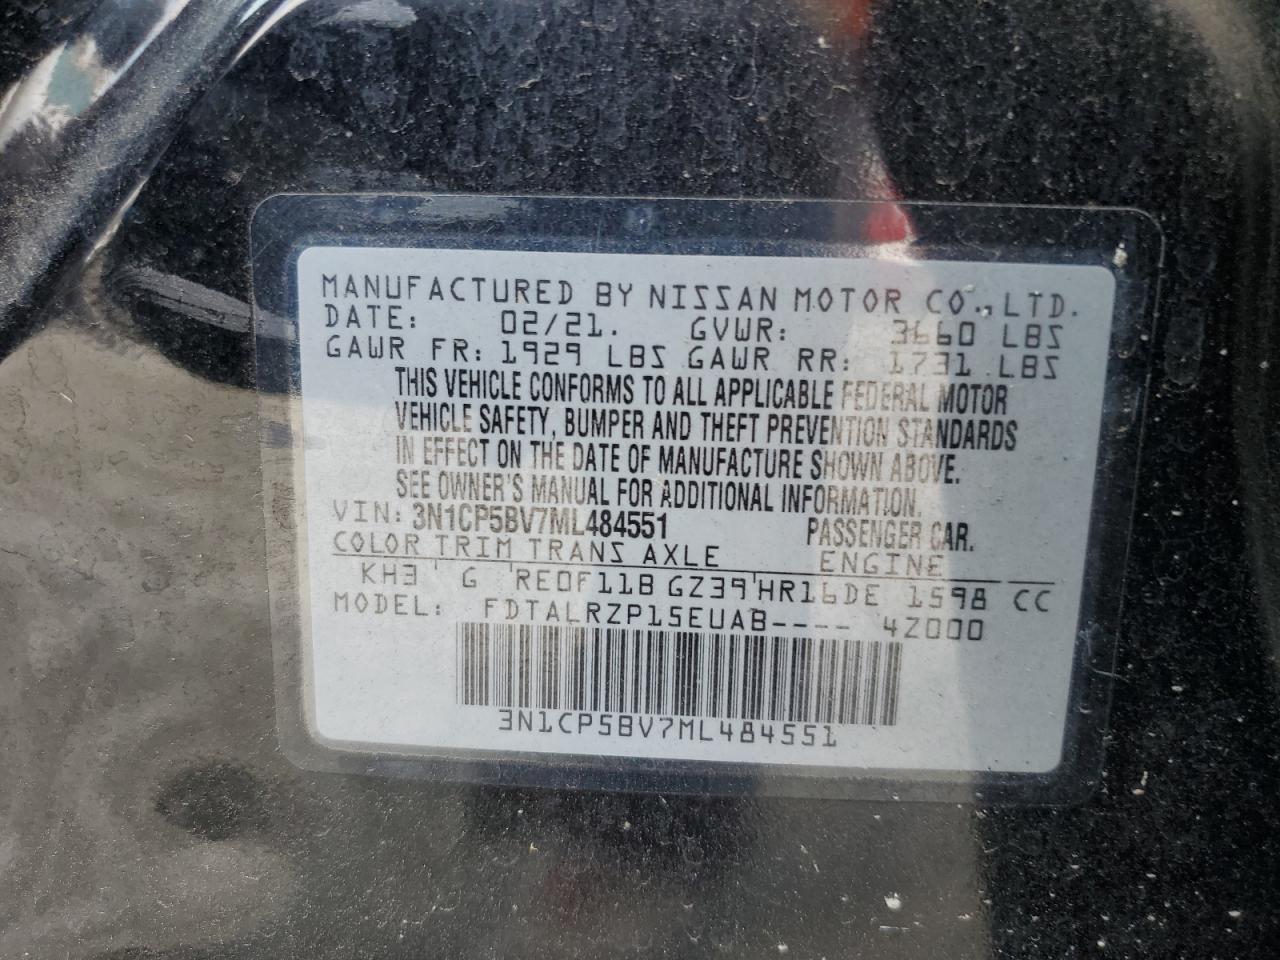 MANUFACTURED BY NISSAN MOTOR CO., LTD.
DATE: 02/21. GVWR: 3660 LBS
GAWR FR: 1929 LBS GAWR RR: 1731 LBS
THIS VEHICLE CONFORMS TO ALL APPLICABLE FEDERAL MOTOR
VEHICLE SAFETY, BUMPER AND THEFT PREVENTION STANDARDS
IN EFFECT ON THE DATE OF MANUFACTURE SHOWN ABOVE.
SEE OWNER'S MANUAL FOR ADDITIONAL INFORMATION.
VIN: 3N1CP5BV7ML484551 PASSENGER CAR.
COLOR TRIM TRANS AXLE ENGINE
KH3 G RE0F11B GZ39 HR16DE 1598 CC
MODEL: FDTALRZP15EUAB---- 4Z000
3N1CP5BV7ML484551